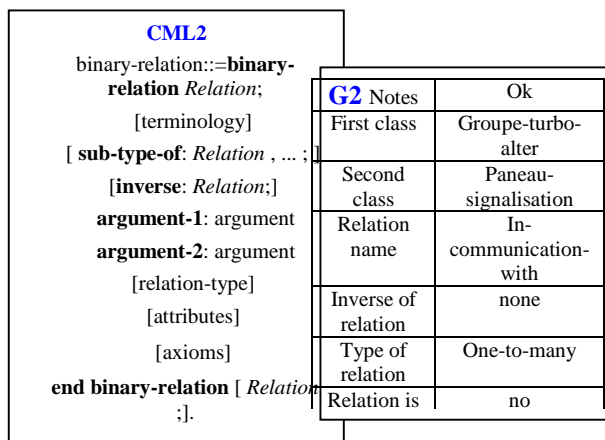 CML2
binary-relation::=binary-
relation Relation;
[terminology]
[ sub-type-of: Relation , ... ; ]
[inverse: Relation;]
argument-1: argument
argument-2: argument
[relation-type]
[attributes]
[axioms]
end binary-relation [ Relation
;].
G2 Notes Ok
First class Groupe-turbo-
alter
Second Paneau-
class signalisation
Relation In-
name communication-
with
Inverse of none
relation
Type of One-to-many
relation
Relation is no